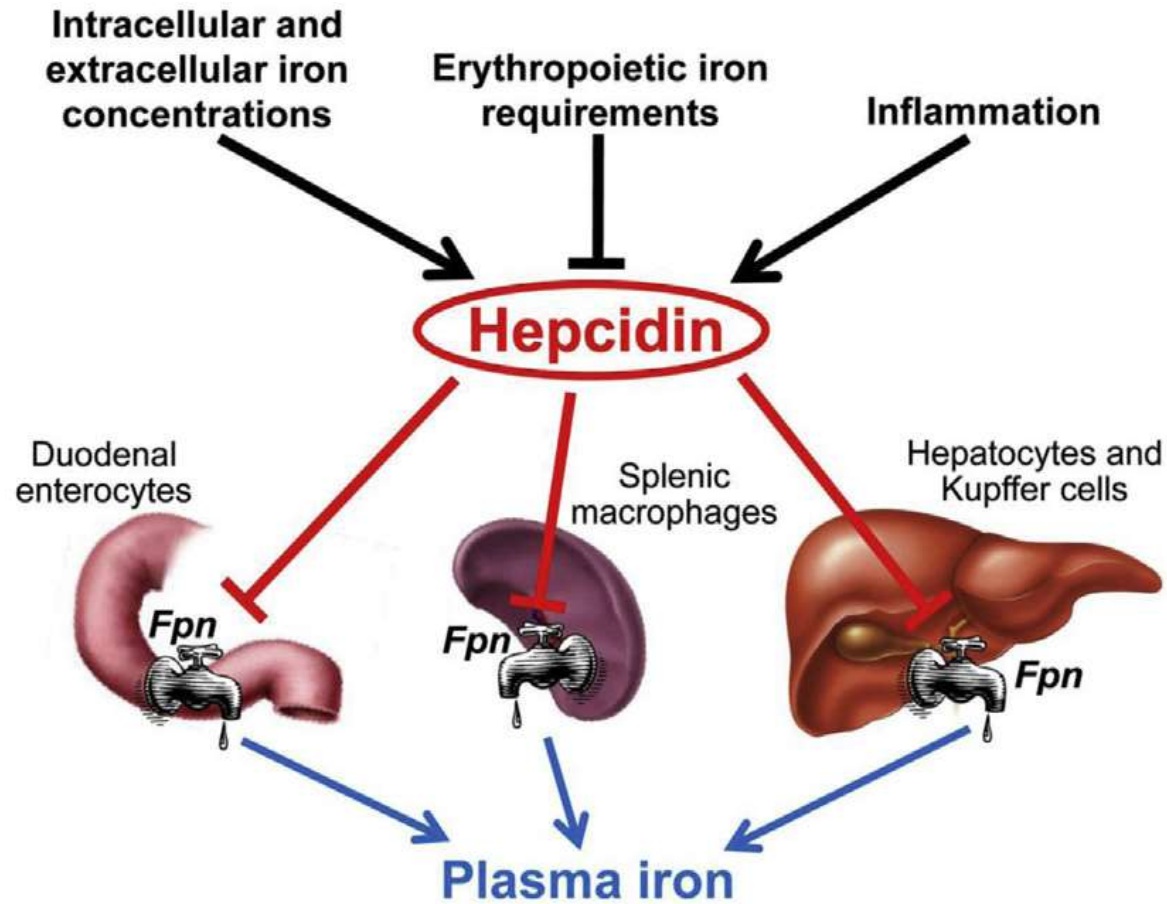 Intracellular and
extracellular iron
concentrations
Erythropoietic iron
requirements
Inflammation
Hepcidin
Duodenal
enterocytes
Splenic
macrophages
Hepatocytes and
Kupffer cells
Fpn
Fpn
Fpn
Plasma iron